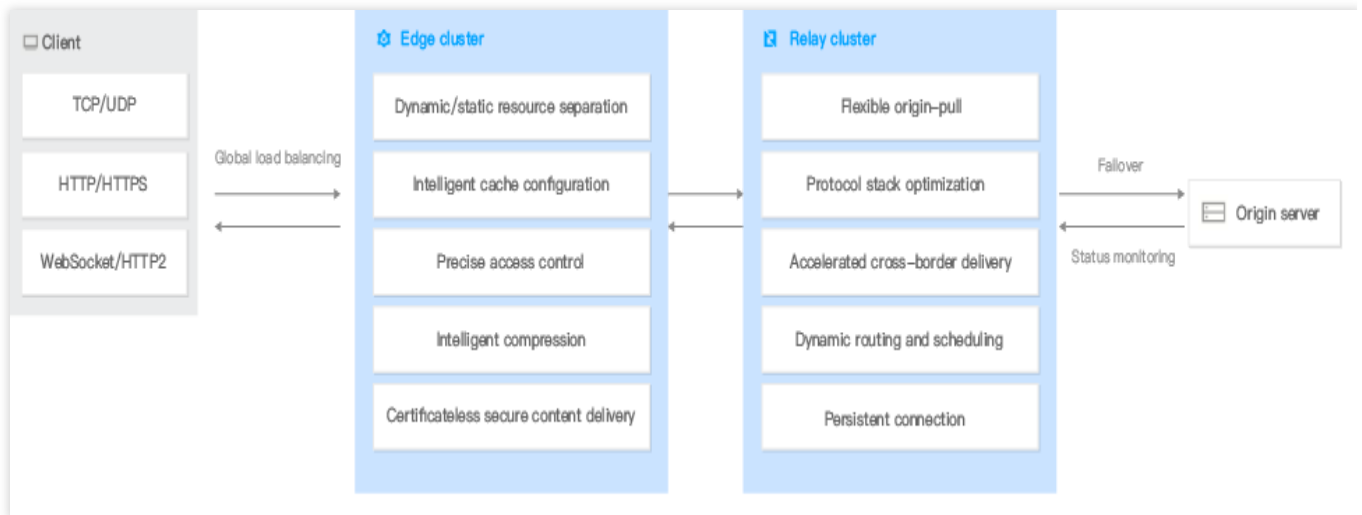 Client
TCP/UDP
HTTP/HTTPS
WebSocket/HTTP2
Global load balancing
Edge cluster
Dynamic/static resource separation
Intelligent cache configuration
Precise access control
Intelligent compression
Certificateless secure content delivery
Relay cluster
Flexible origin-pull
Protocol stack optimization
Accelerated cross-border delivery
Dynamic routing and scheduling
Persistent connection
Failover
Status monitoring
Origin server